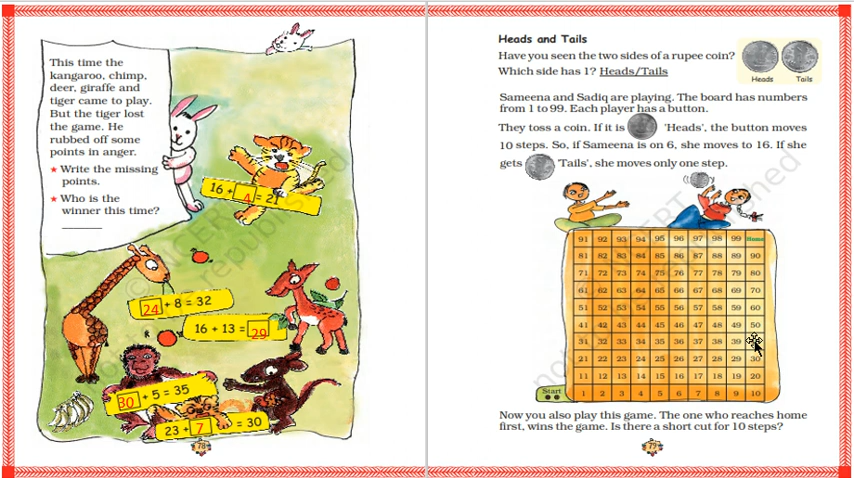 This time the
kangaroo, chimp,
deer, giraffe and
tiger came to play.
But the tiger lost
the game. He
rubbed off some
points in anger.
★ Write the missing
points.
★ Who is the
winner this time?
16 + 4 = 21
24 + 8 = 32
16 + 13 = 29
30 + 5 = 35
23 + 7 = 30
78
Heads and Tails
Have you seen the two sides of a rupee coin?
Which side has 1? Heads/Tails
Heads Tails
Sameena and Sadiq are playing. The board has numbers
from 1 to 99. Each player has a button.
They toss a coin. If it is 'Heads', the button moves
10 steps. So, if Sameena is on 6, she moves to 16. If she
gets 'Tails', she moves only one step.
91 92 93 94 95 96 97 98 99 Home
81 82 83 84 85 86 87 88 89 90
71 72 73 74 75 76 77 78 79 80
61 62 63 64 65 66 67 68 69 70
51 52 53 54 55 56 57 58 59 60
41 42 43 44 45 46 47 48 49 50
31 32 33 34 35 36 37 38 39
21 22 23 24 25 26 27 28 29 30
11 12 13 14 15 16 17 18 19 20
Start 1 2 3 4 5 6 7 8 9 10
Now you also play this game. The one who reaches home
first, wins the game. Is there a short cut for 10 steps?
79